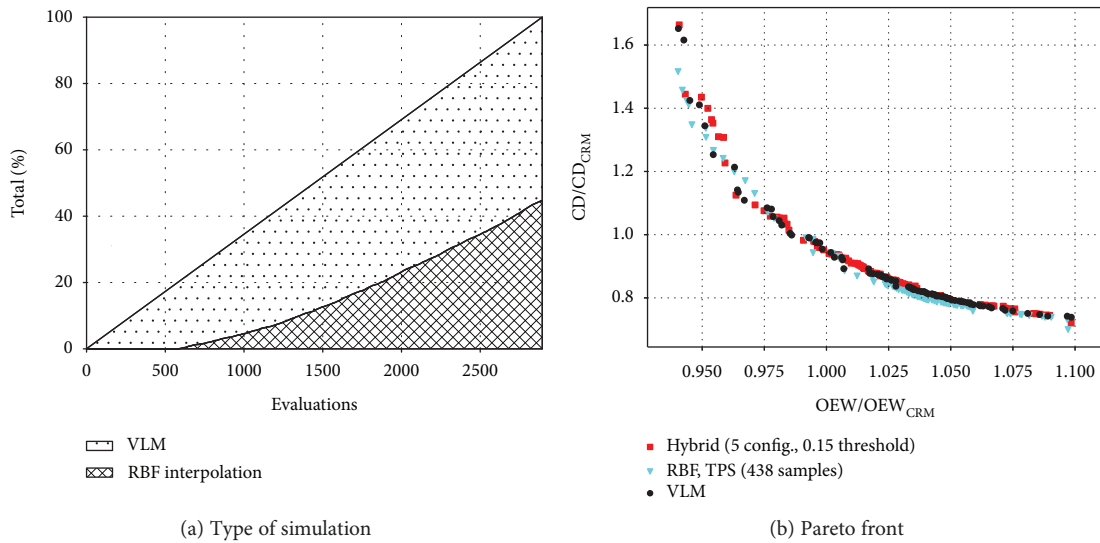 100
80
60
40
20
0
Total (%)
0 500 1000 1500 2000 2500
Evaluations
VLM
RBF interpolation
(a) Type of simulation
1.6
1.4
1.2
1.0
0.8
CD/CD_CRM
0.950 0.975 1.000 1.025 1.050 1.075 1.100
OEW/OEW_CRM
Hybrid (5 config., 0.15 threshold)
RBF, TPS (438 samples)
VLM
(b) Pareto front